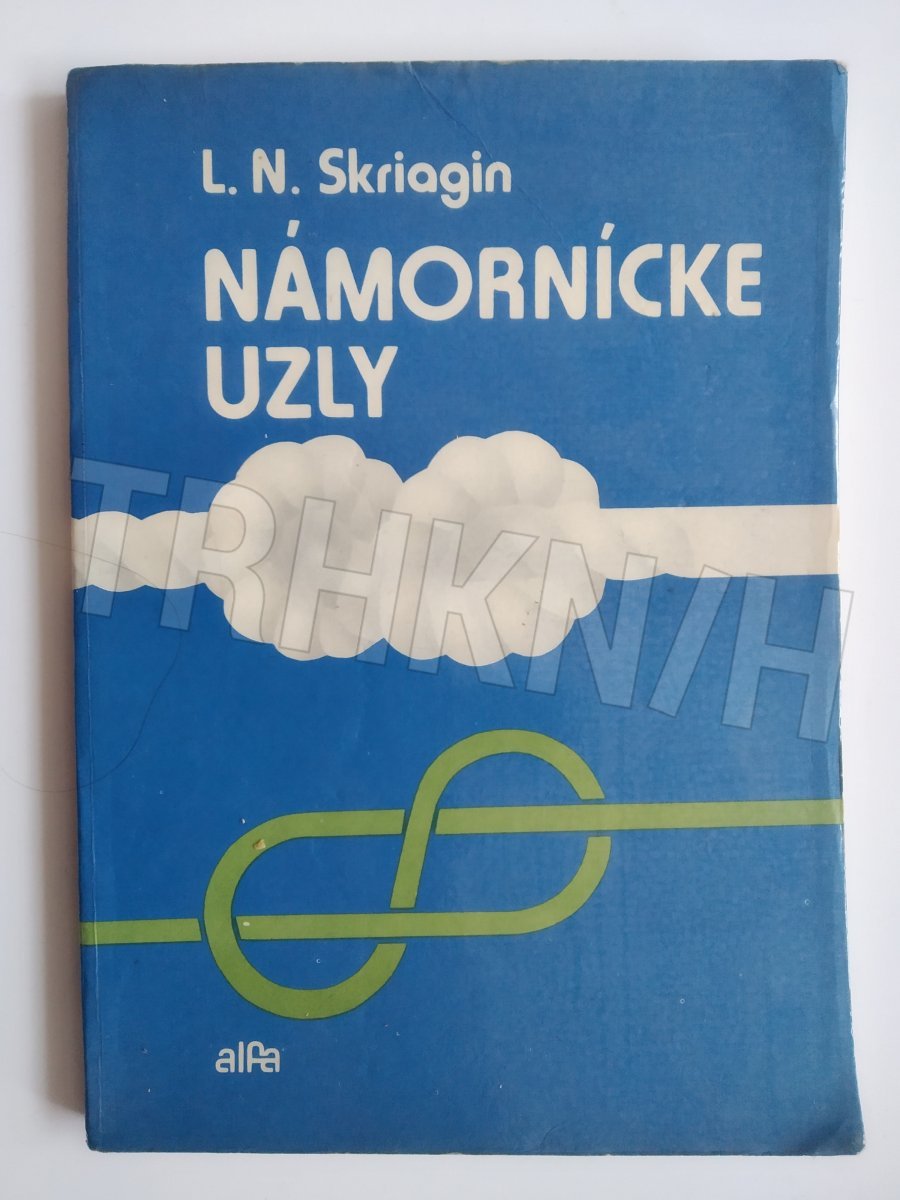 L. N. Skriagin
NÁMORNÍCKE
UZLY
TRHKNIH
alfa